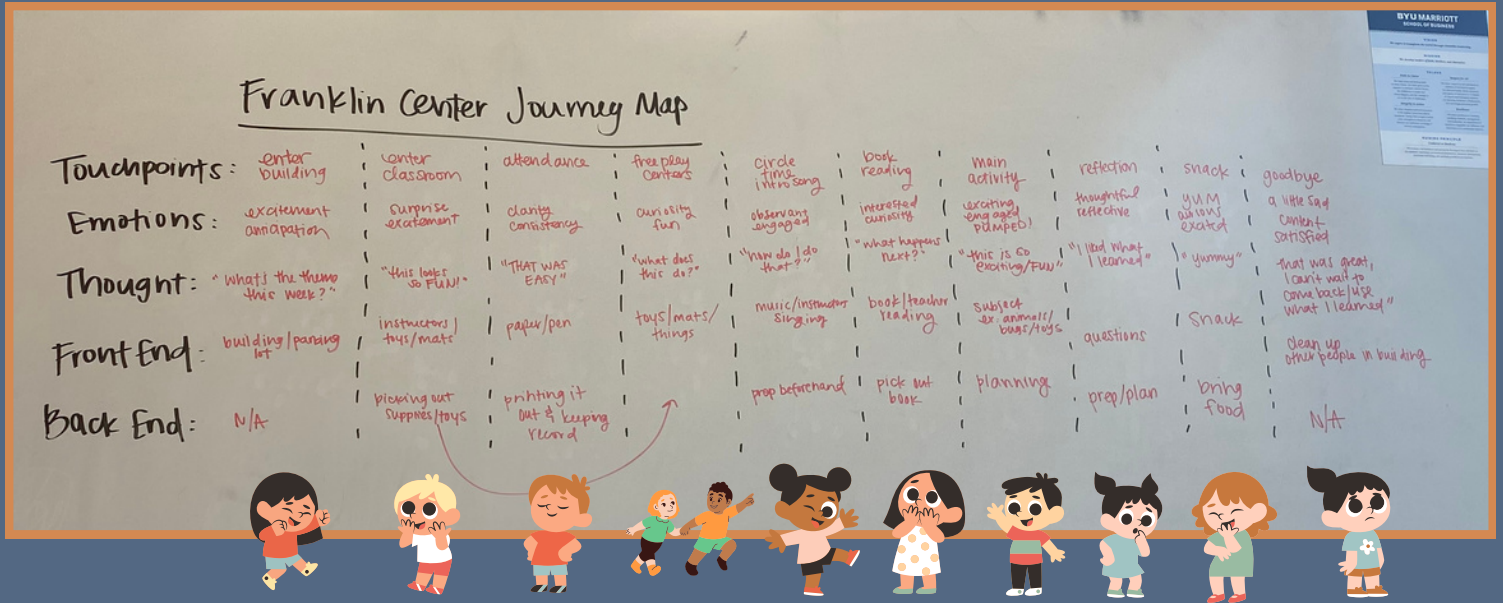 BYU MARRIOTT
SCHOOL OF BUSINESS
Franklin Center Journey Map
Touchpoints:
enter
building
enter
classroom
attendance
free play
centers
circle
time
intro song
book
reading
main
activity
reflection
snack
goodbye
Emotions:
excitement
anticipation
surprise
excitement
clarity
consistency
curiosity
fun
observant
engaged
interested
curiosity
exciting
engaged
PUMPED!
thoughtful
reflective
YUM
excited
a little sad
content
satisfied
Thought:
"what's the theme
this week?"
"this looks
so FUN!"
"THAT WAS
EASY"
"what does
this do?"
"how do I do
that?"
"what happens
next?"
"this is so
exciting/FUN"
"I liked what
I learned"
"yummy"
"that was great,
I can't wait to
come back/use
what I learned"
Front End:
building/parking
lot
instructors/
toys/mats
paper/pen
toys/mats/
things
music/instructor
singing
book/teacher
reading
subject
ex. animals/
bugs/toys
questions
Snack
clean up
other people in building
Back End:
N/A
picking out
supplies/toys
printing it
out & keeping
record
prep beforehand
pick out
book
planning
prep/plan
bring
food
N/A